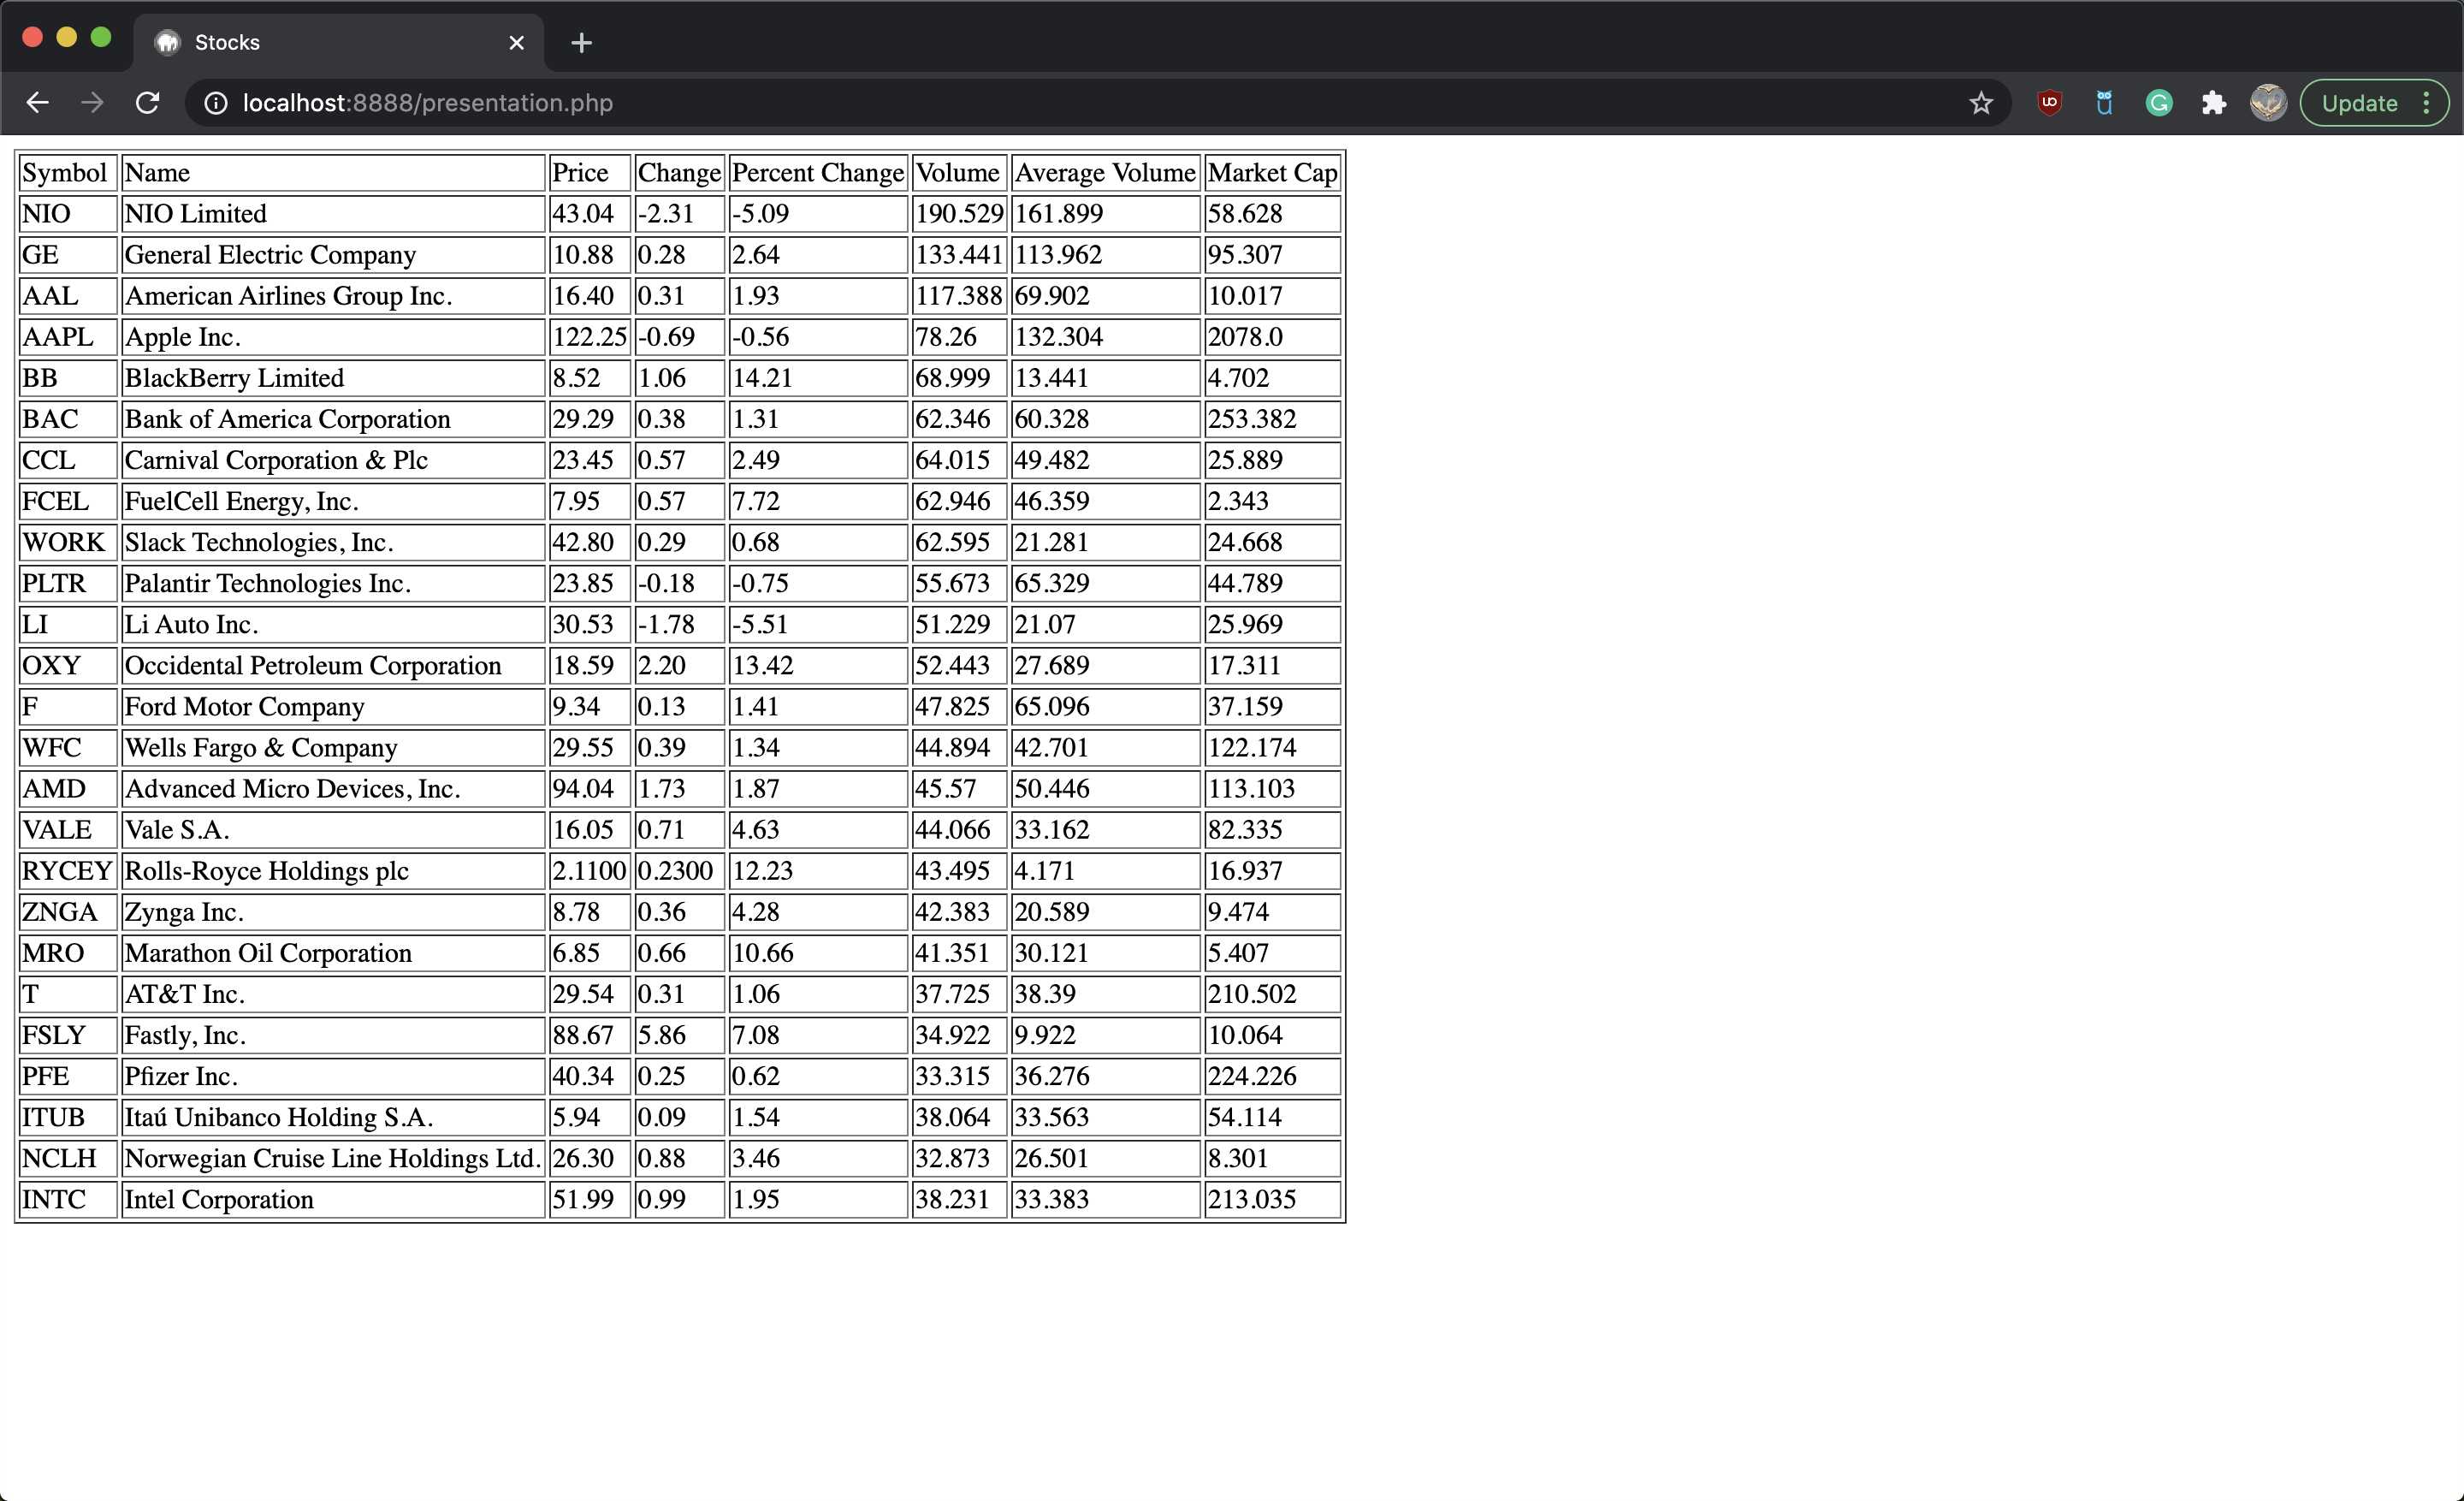 Stocks
localhost:8888/presentation.php
Update
Symbol Name Price Change Percent Change Volume Average Volume Market Cap
NIO NIO Limited 43.04 -2.31 -5.09 190.529 161.899 58.628
GE General Electric Company 10.88 0.28 2.64 133.441 113.962 95.307
AAL American Airlines Group Inc. 16.40 0.31 1.93 117.388 69.902 10.017
AAPL Apple Inc. 122.25 -0.69 -0.56 78.26 132.304 2078.0
BB BlackBerry Limited 8.52 1.06 14.21 68.999 13.441 4.702
BAC Bank of America Corporation 29.29 0.38 1.31 62.346 60.328 253.382
CCL Carnival Corporation & Plc 23.45 0.57 2.49 64.015 49.482 25.889
FCEL FuelCell Energy, Inc. 7.95 0.57 7.72 62.946 46.359 2.343
WORK Slack Technologies, Inc. 42.80 0.29 0.68 62.595 21.281 24.668
PLTR Palantir Technologies Inc. 23.85 -0.18 -0.75 55.673 65.329 44.789
LI Li Auto Inc. 30.53 -1.78 -5.51 51.229 21.07 25.969
OXY Occidental Petroleum Corporation 18.59 2.20 13.42 52.443 27.689 17.311
F Ford Motor Company 9.34 0.13 1.41 47.825 65.096 37.159
WFC Wells Fargo & Company 29.55 0.39 1.34 44.894 42.701 122.174
AMD Advanced Micro Devices, Inc. 94.04 1.73 1.87 45.57 50.446 113.103
VALE Vale S.A. 16.05 0.71 4.63 44.066 33.162 82.335
RYCEY Rolls-Royce Holdings plc 2.1100 0.2300 12.23 43.495 4.171 16.937
ZNGA Zynga Inc. 8.78 0.36 4.28 42.383 20.589 9.474
MRO Marathon Oil Corporation 6.85 0.66 10.66 41.351 30.121 5.407
T AT&T Inc. 29.54 0.31 1.06 37.725 38.39 210.502
FSLY Fastly, Inc. 88.67 5.86 7.08 34.922 9.922 10.064
PFE Pfizer Inc. 40.34 0.25 0.62 33.315 36.276 224.226
ITUB Itaú Unibanco Holding S.A. 5.94 0.09 1.54 38.064 33.563 54.114
NCLH Norwegian Cruise Line Holdings Ltd. 26.30 0.88 3.46 32.873 26.501 8.301
INTC Intel Corporation 51.99 0.99 1.95 38.231 33.383 213.035